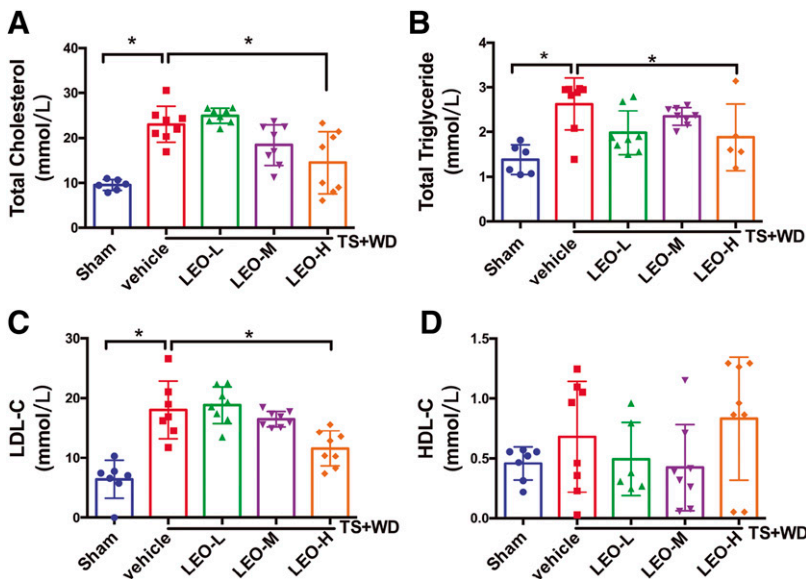 A
Total Cholesterol
(mmol/L)
40
30
20
10
0
*
*
Sham
vehicle
LEO-L
LEO-M
LEO-H
TS+WD
B
Total Triglyceride
(mmol/L)
4
3
2
1
0
*
*
Sham
vehicle
LEO-L
LEO-M
LEO-H
TS+WD
C
LDL-C
(mmol/L)
30
20
10
0
*
*
Sham
vehicle
LEO-L
LEO-M
LEO-H
TS+WD
D
HDL-C
(mmol/L)
1.5
1.0
0.5
0.0
Sham
vehicle
LEO-L
LEO-M
LEO-H
TS+WD